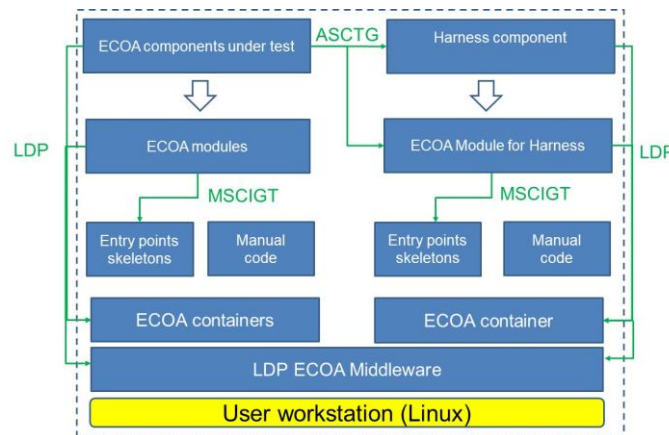 ECOA components under test
ASCTG
Harness component
LDP
ECOA modules
ECOA Module for Harness
LDP
MSCIGT
MSCIGT
Entry points
skeletons
Manual
code
Entry points
skeletons
Manual
code
ECOA containers
ECOA container
LDP ECOA Middleware
User workstation (Linux)